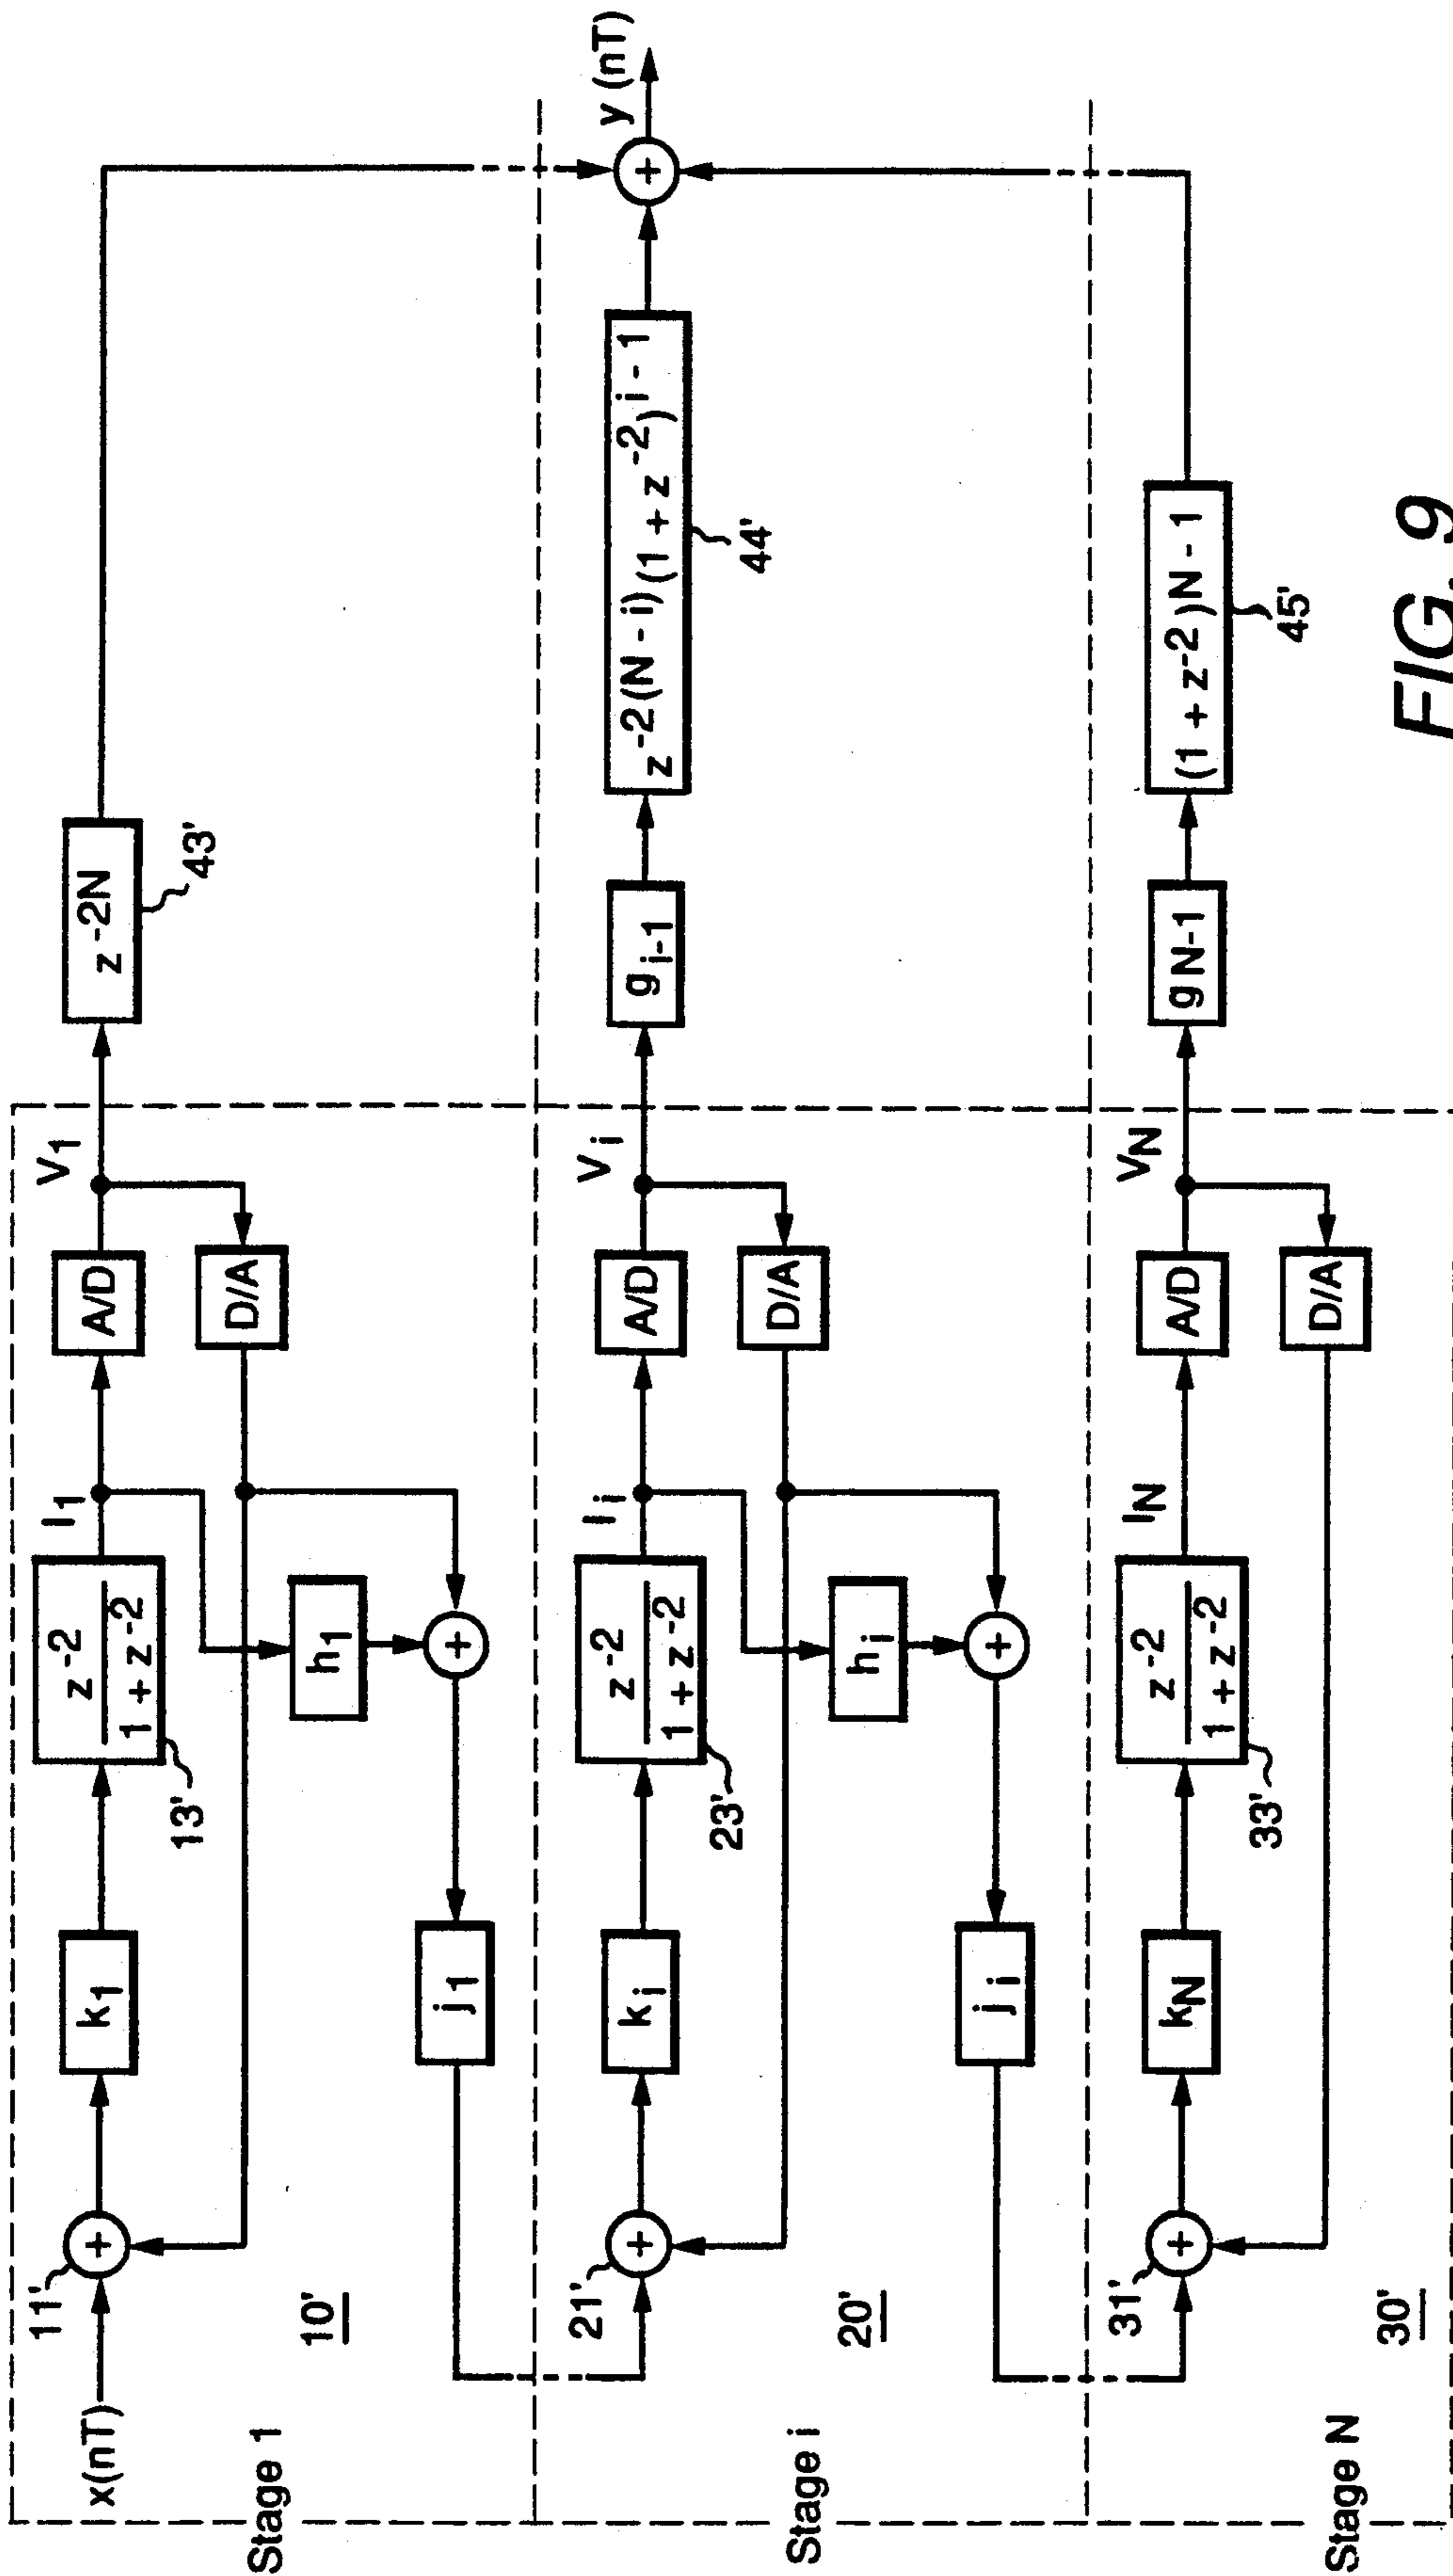 Stage 1
x(nT)
11'
+
k1
13'
z^-2
1 + z^-2
I1
A/D
V1
z^-2N
43'
D/A
h1
+
j1
10'
Stage i
21'
+
ki
23'
z^-2
1 + z^-2
Ii
A/D
Vi
gi-1
z^-2(N - i)(1 + z^-2)^i - 1
44'
+
y (nT)
D/A
hi
+
ji
20'
Stage N
31'
+
kN
33'
z^-2
1 + z^-2
IN
A/D
VN
gN-1
(1 + z^-2)^N - 1
45'
D/A
30'
FIG. 9